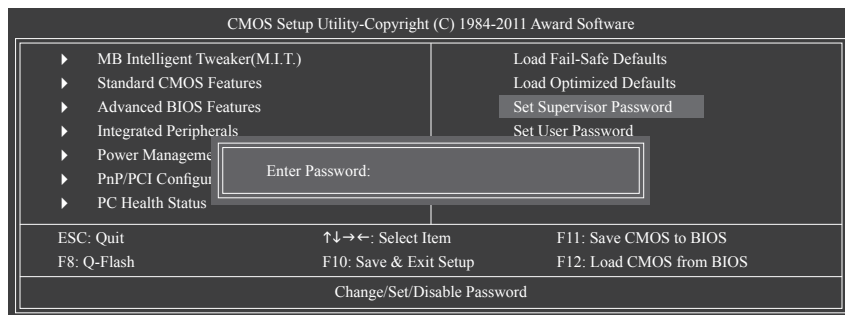 CMOS Setup Utility-Copyright (C) 1984-2011 Award Software
MB Intelligent Tweaker(M.I.T.)
Standard CMOS Features
Advanced BIOS Features
Integrated Peripherals
Power Manageme
PnP/PCI Configur
PC Health Status
Load Fail-Safe Defaults
Load Optimized Defaults
Set Supervisor Password
Set User Password
Enter Password:
ESC: Quit ↑↓→←: Select Item F11: Save CMOS to BIOS
F8: Q-Flash F10: Save & Exit Setup F12: Load CMOS from BIOS
Change/Set/Disable Password